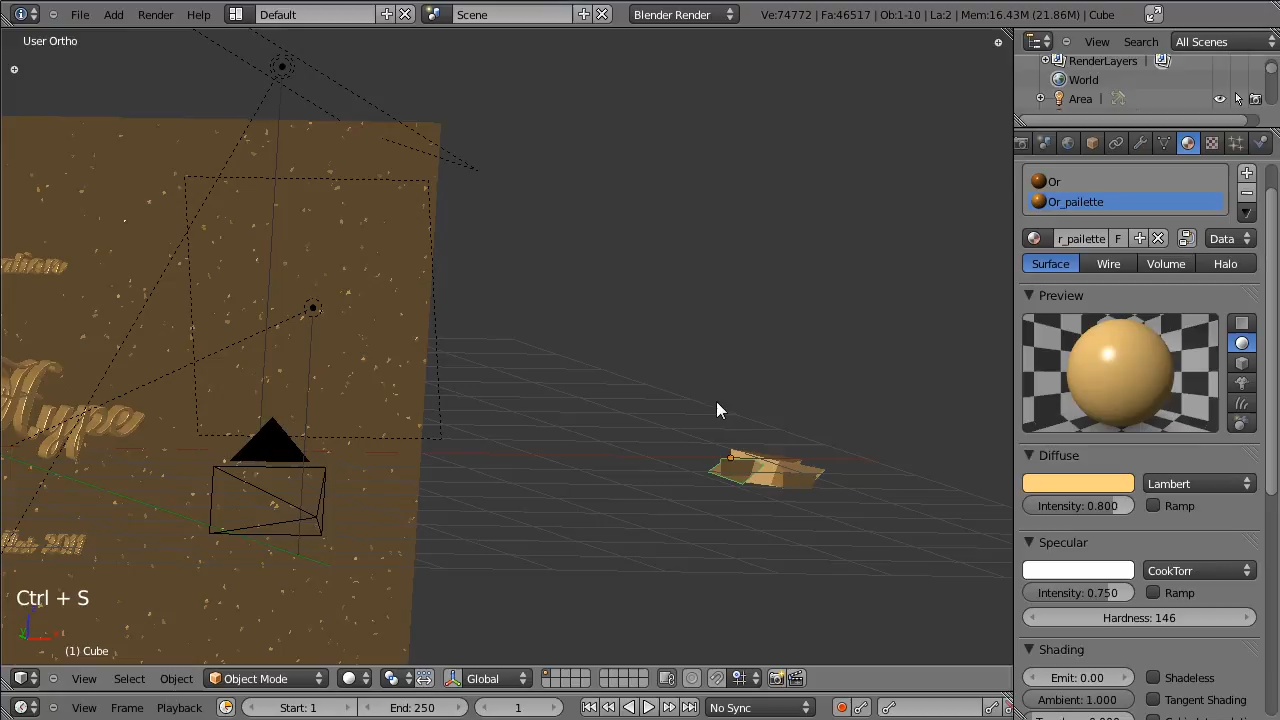 File Add Render Help Default Scene Blender Render Ve:74772 | Fa:46517 | Ob:1-10 | La:2 | Mem:16.43M (21.86M) | Cube
User Ortho
View Search All Scenes
RenderLayers |
World
Area |
Or
Or_pailette
r_pailette F Data
Surface Wire Volume Halo
Preview
Diffuse
Lambert
Intensity: 0.800 Ramp
Specular
CookTorr
Intensity: 0.750 Ramp
Hardness: 146
Shading
Emit: 0.00 Shadeless
Ambient: 1.000 Tangent Shading
Hype
Ctrl + S
(1) Cube
View Select Object Object Mode Global
View Frame Playback Start: 1 End: 250 1 No Sync